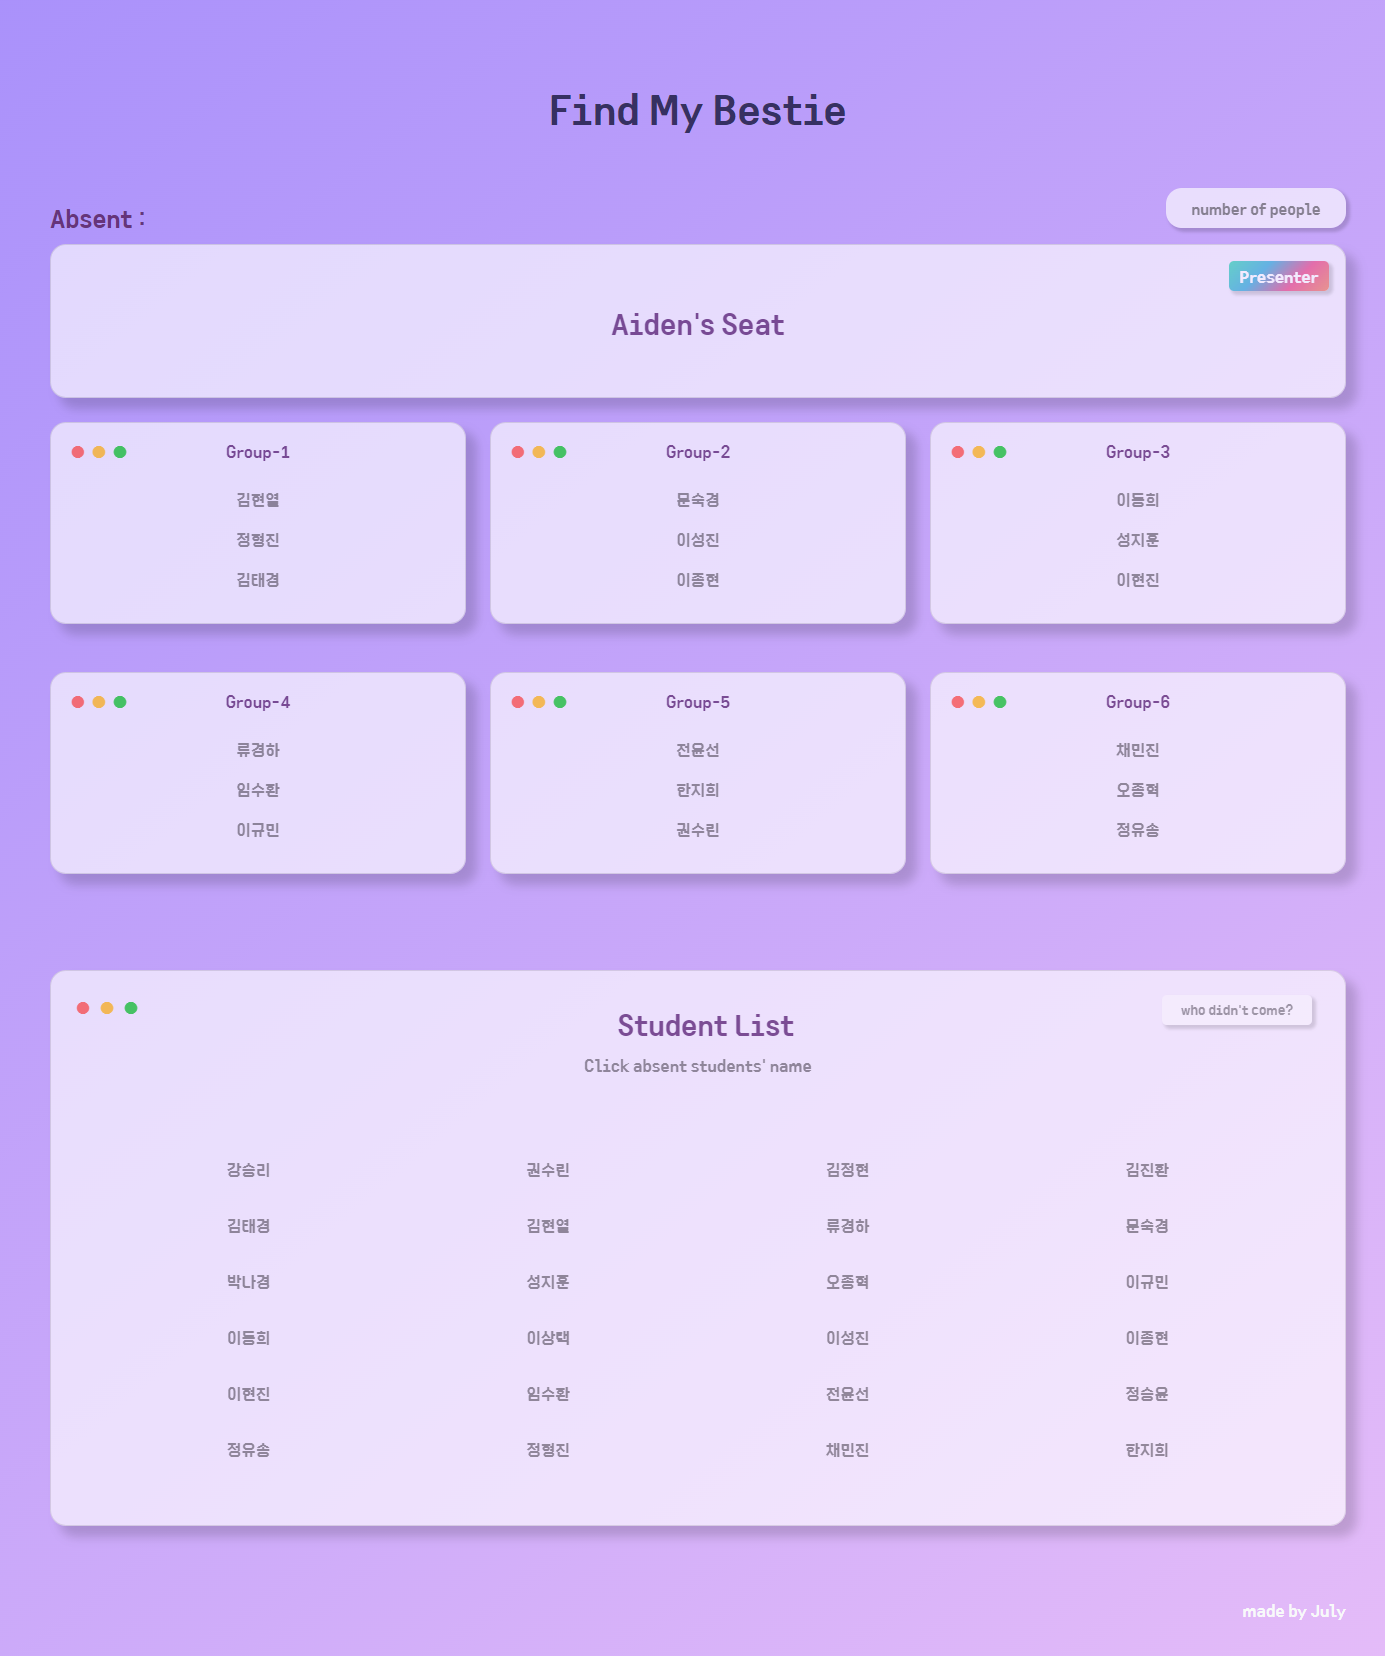 Find My Bestie
Absent :
number of people
Presenter
Aiden's Seat
Group-1
김현열
정형진
김태경
Group-2
문숙경
이성진
이종현
Group-3
이동희
성지훈
이현진
Group-4
류경하
임수환
이규민
Group-5
전윤선
한지희
권수린
Group-6
채민진
오종혁
정유송
who didn't come?
Student List
Click absent students' name
강승리 권수린 김정현 김진환
김태경 김현열 류경하 문숙경
박나경 성지훈 오종혁 이규민
이동희 이상택 이성진 이종현
이현진 임수환 전윤선 정승윤
정유송 정형진 채민진 한지희
made by July